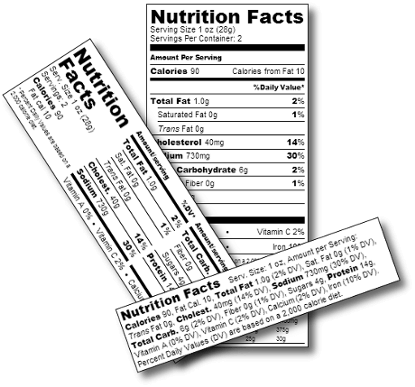 Nutrition Facts
Serving Size 1 oz (28g)
Servings Per Container: 2
Amount Per Serving
Calories 90 Calories from Fat 10
%Daily Value*
Total Fat 1.0g 2%
Saturated Fat 0g 1%
Trans Fat 0g
Cholesterol 40mg 14%
Sodium 730mg 30%
Carbohydrate 6g 2%
Fiber 0g 1%
Vitamin C 2%
Iron
375g
30g
Nutrition
Facts
Serv. Size 1 oz (28g)
Servings: 2
Calories 90
Fat cal 10
*Percent Daily Values are based on a
2,000 calorie diet.
Amount/serving %DV*
Total Fat 1.0g 2%
Sat. Fat 0g 1%
Trans Fat 0g
Cholest. 40g 14%
Sodium 730g 30%
Vitamin A 0% • Vitamin C 2% •
Amount/serving
Total Carb.
Fiber 0g
Sugars
Protein 14
Nutrition Facts Serv. Size: 1 oz, Amount per Serving:
Calories 90, Fat Cal. 10, Total Fat 1.0g (2% DV), Sat. Fat 0g (1% DV),
Trans Fat 0g, Cholest. 40mg (14% DV), Sodium 730mg (30% DV),
Total Carb. 6g (2% DV), Fiber 0g (1% DV), Sugars 4g, Protein 14g,
Vitamin A (0% DV), Vitamin C (2% DV), Calcium (2% DV), Iron (10% DV).
Percent Daily Values (DV) are based on a 2,000 calorie diet.